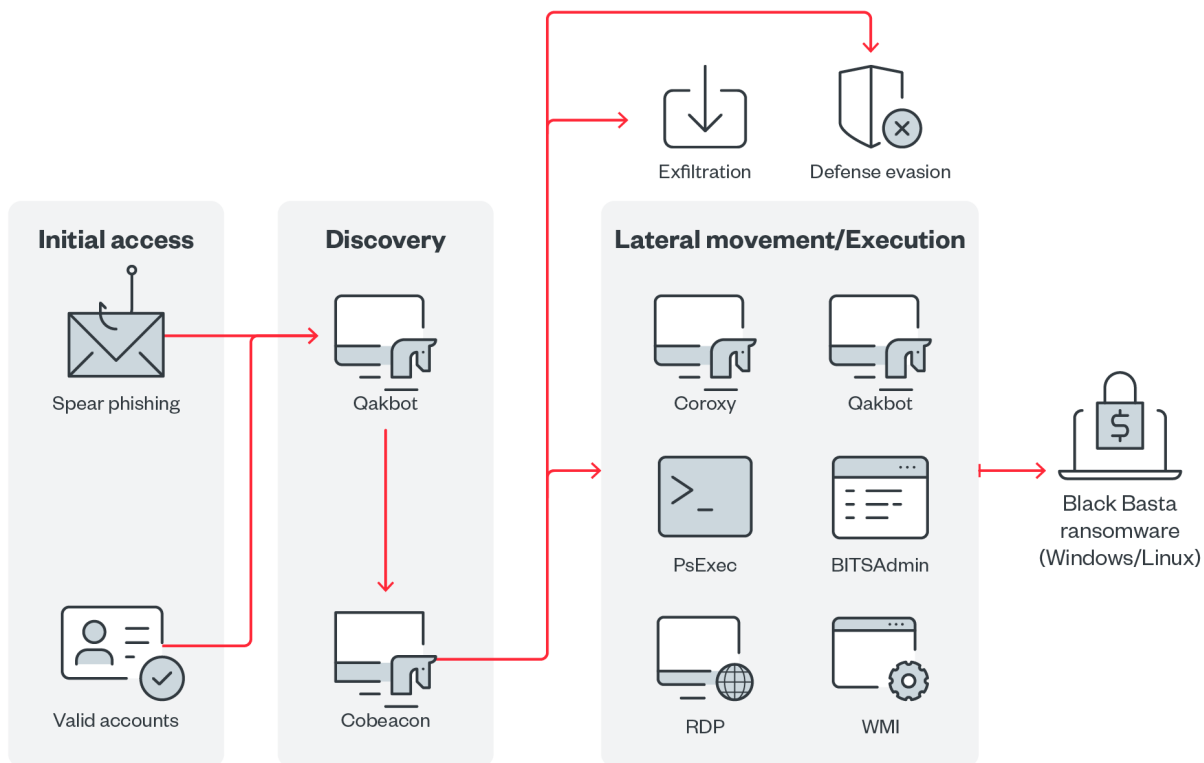 Exfiltration
Defense evasion
Initial access
Spear phishing
Valid accounts
Discovery
Qakbot
Cobeacon
Lateral movement/Execution
Coroxy
Qakbot
PsExec
BITSAdmin
RDP
WMI
$
Black Basta
ransomware
(Windows/Linux)